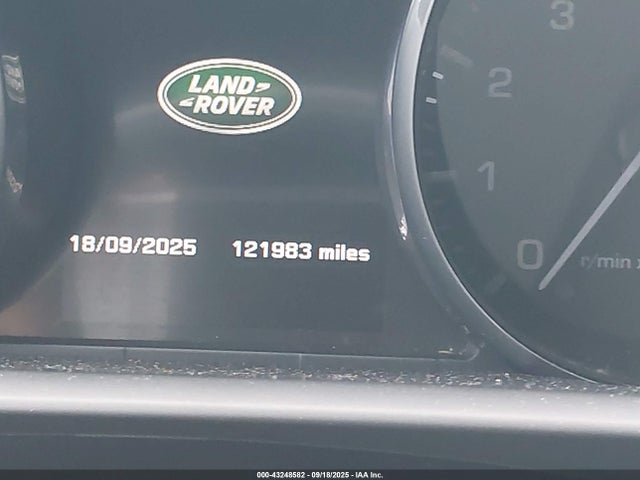 3
LAND
ROVER
2
1
18/09/2025 121983 miles
0
r/min x
000-43248582 - 09/18/2025 - IAA Inc.